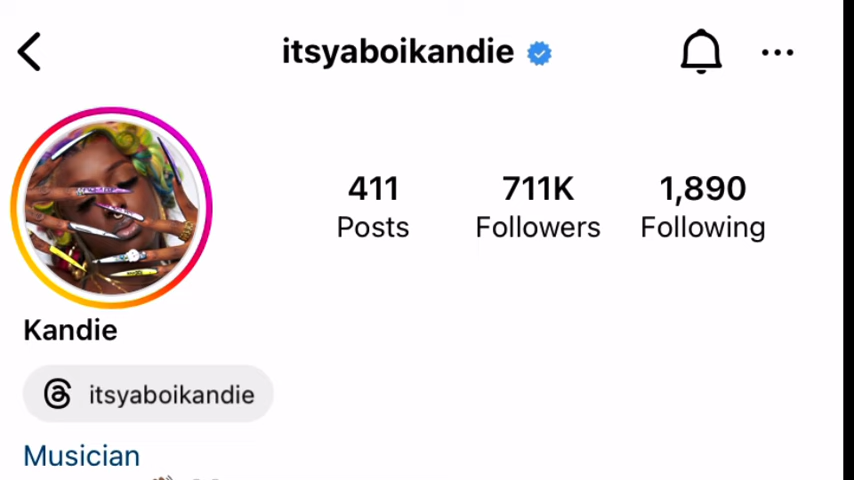 itsyaboikandie
411 711K 1,890
Posts Followers Following
Kandie
itsyaboikandie
Musician